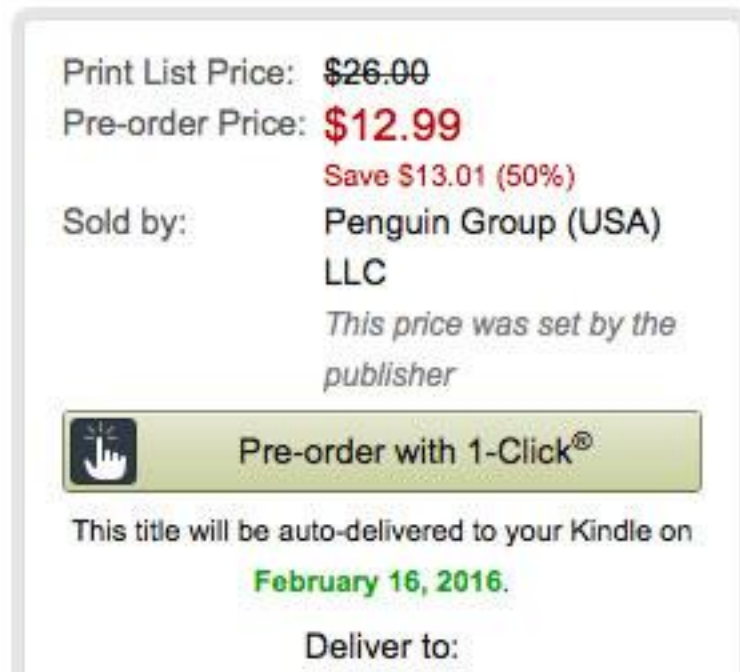 Print List Price: $26.00
Pre-order Price: $12.99
Save $13.01 (50%)
Sold by: Penguin Group (USA)
LLC
This price was set by the
publisher
Pre-order with 1-Click®
This title will be auto-delivered to your Kindle on
February 16, 2016.
Deliver to: